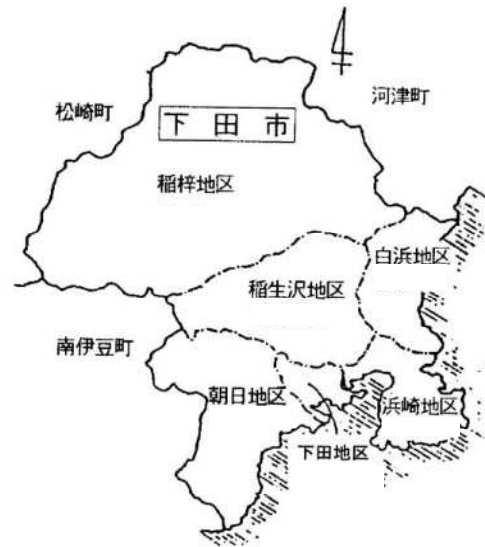 河津町
松崎町
下田市
稲梓地区
白浜地区
稲生沢地区
南伊豆町
朝日地区
浜崎地区
下田地区